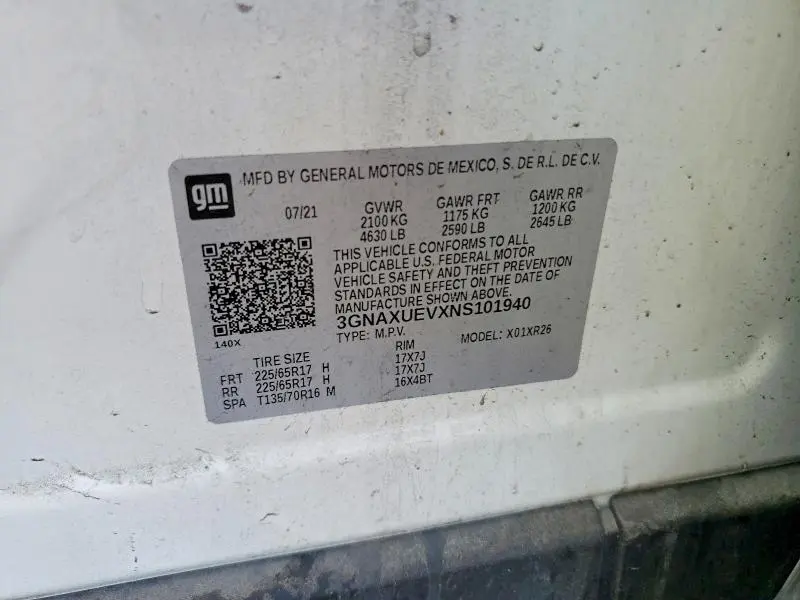 gm
MFD BY GENERAL MOTORS DE MEXICO, S. DE R.L. DE C.V.
07/21 GVWR GAWR FRT GAWR RR
2100 KG 1175 KG 1200 KG
4630 LB 2590 LB 2645 LB
THIS VEHICLE CONFORMS TO ALL
APPLICABLE U.S. FEDERAL MOTOR
VEHICLE SAFETY AND THEFT PREVENTION
STANDARDS IN EFFECT ON THE DATE OF
MANUFACTURE SHOWN ABOVE.
3GNAXUEVXNS101940
TYPE: M.P.V. MODEL: X01XR26
140X
TIRE SIZE RIM
FRT 225/65R17 H 17X7J
RR 225/65R17 H 17X7J
SPA T135/70R16 M 16X4BT